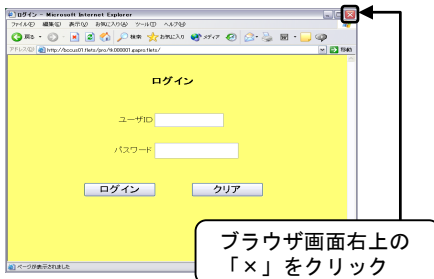 ログイン - Microsoft Internet Explorer
ファイル(F) 編集(E) 表示(V) お気に入り(A) ツール(T) ヘルプ(H)
戻る 検索 お気に入り メディア
アドレス(D)
移動
ログイン
ユーザID
パスワード
ログイン クリア
ページが表示されました
ブラウザ画面右上の
「×」をクリック